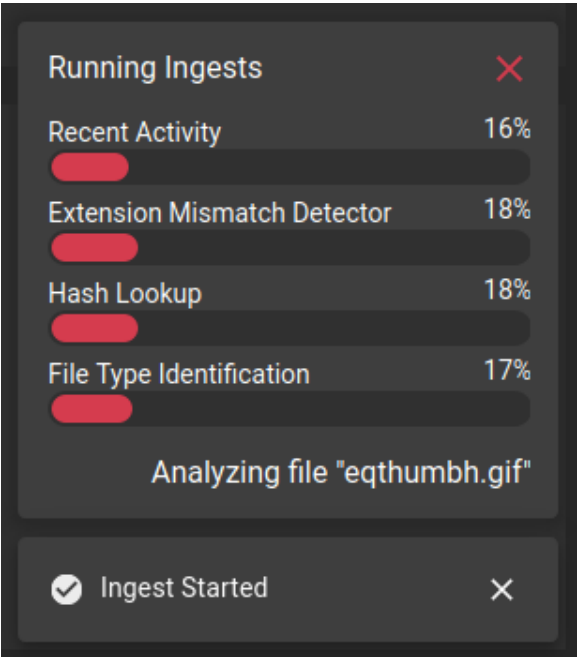 Running Ingests
Recent Activity 16%
Extension Mismatch Detector 18%
Hash Lookup 18%
File Type Identification 17%
Analyzing file "eqthumbh.gif"
Ingest Started